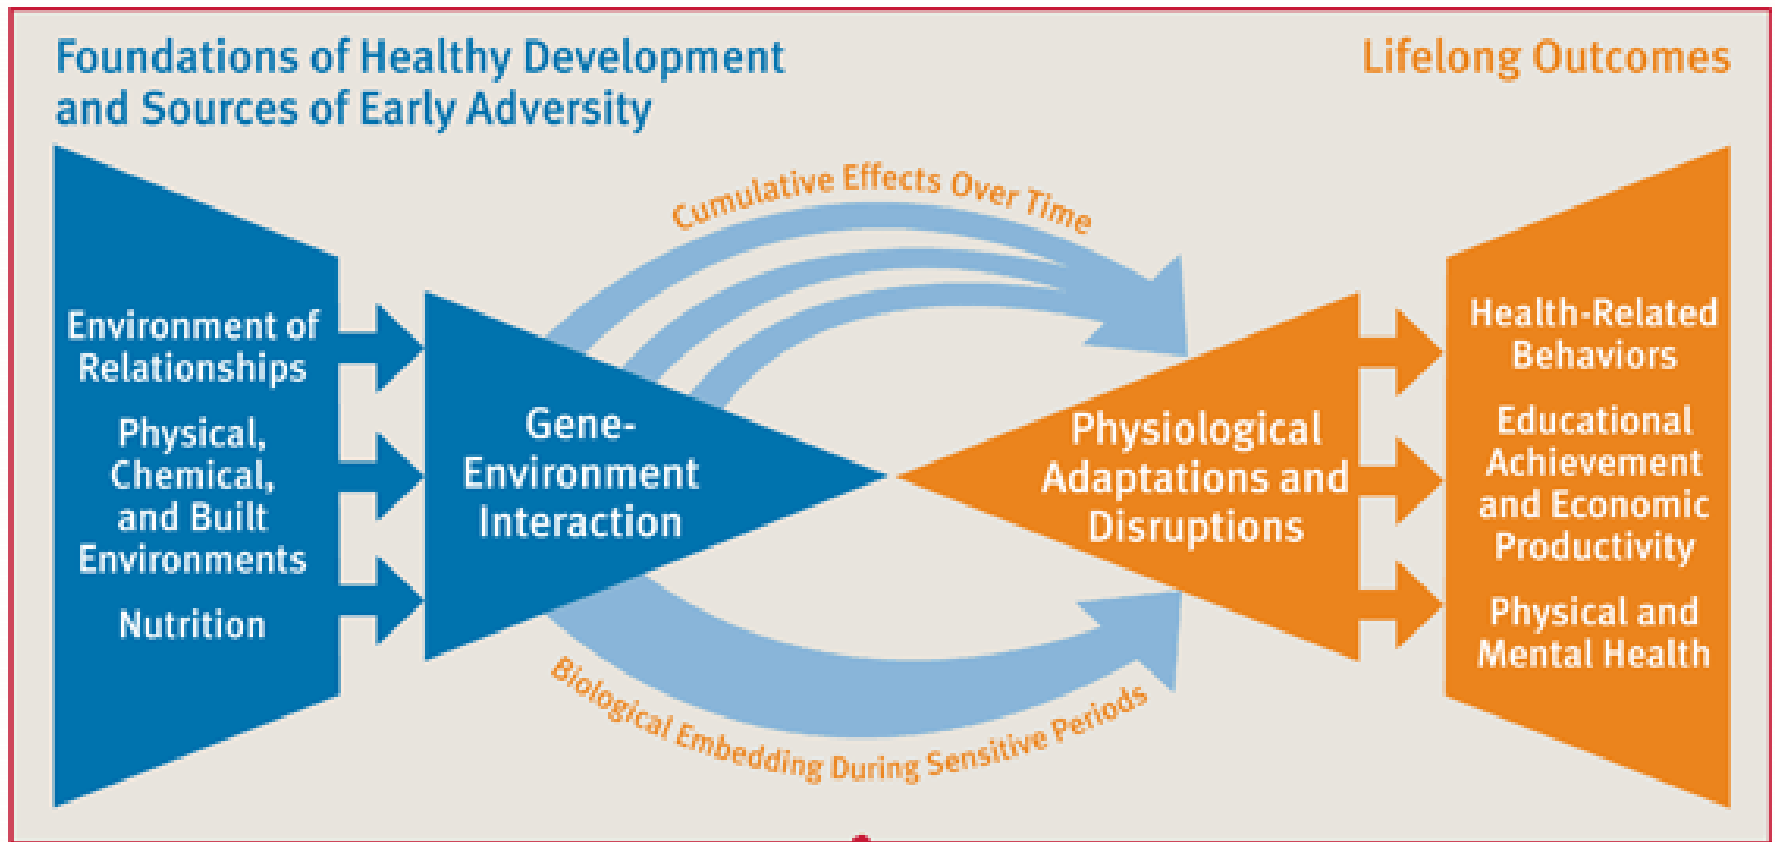 Foundations of Healthy Development
and Sources of Early Adversity
Lifelong Outcomes
Cumulative Effects Over Time
Environment of
Relationships
Physical,
Chemical,
and Built
Environments
Nutrition
Gene-
Environment
Interaction
Physiological
Adaptations and
Disruptions
Health-Related
Behaviors
Educational
Achievement
and Economic
Productivity
Physical and
Mental Health
Biological Embedding During Sensitive Periods